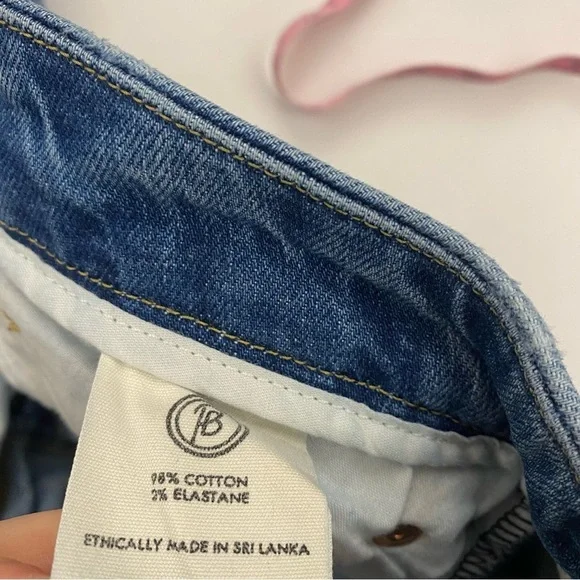 B
98% COTTON
2% ELASTANE
ETHICALLY MADE IN SRI LANKA